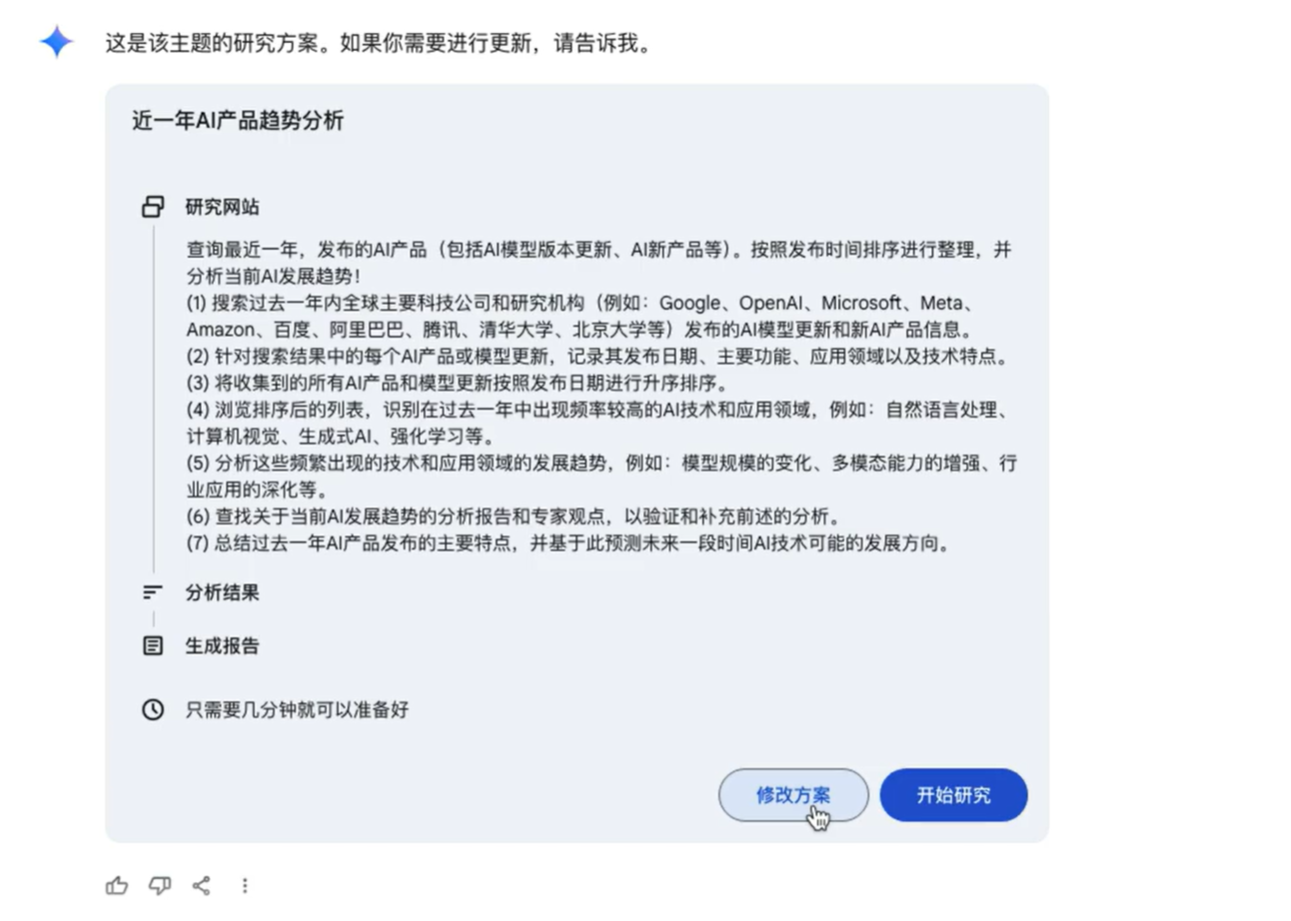 这是该主题的研究方案。如果你需要进行更新，请告诉我。
近一年AI产品趋势分析
研究网站
查询最近一年，发布的AI产品（包括AI模型版本更新、AI新产品等）。按照发布时间排序进行整理，并
分析当前AI发展趋势！
(1) 搜索过去一年内全球主要科技公司和研究机构（例如：Google、OpenAI、Microsoft、Meta、
Amazon、百度、阿里巴巴、腾讯、清华大学、北京大学等）发布的AI模型更新和新AI产品信息。
(2) 针对搜索结果中的每个AI产品或模型更新，记录其发布日期、主要功能、应用领域以及技术特点。
(3) 将收集到的所有AI产品和模型更新按照发布日期进行升序排序。
(4) 浏览排序后的列表，识别在过去一年中出现频率较高的AI技术和应用领域，例如：自然语言处理、
计算机视觉、生成式AI、强化学习等。
(5) 分析这些频繁出现的技术和应用领域的发展趋势，例如：模型规模的变化、多模态能力的增强、行
业应用的深化等。
(6) 查找关于当前AI发展趋势的分析报告和专家观点，以验证和补充前述的分析。
(7) 总结过去一年AI产品发布的主要特点，并基于此预测未来一段时间AI技术可能的发展方向。
分析结果
生成报告
只需要几分钟就可以准备好
修改方案
开始研究